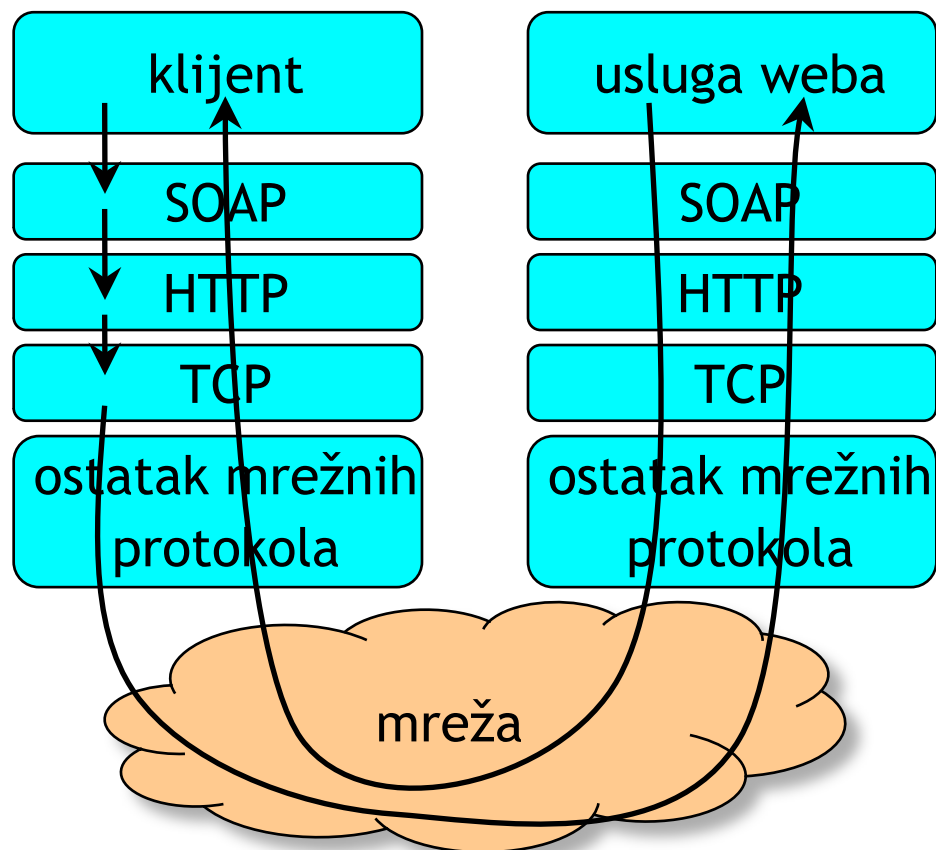 klijent
SOAP
HTTP
TCP
ostatak mrežnih
protokola
usluga weba
SOAP
HTTP
TCP
ostatak mrežnih
protokola
mreža